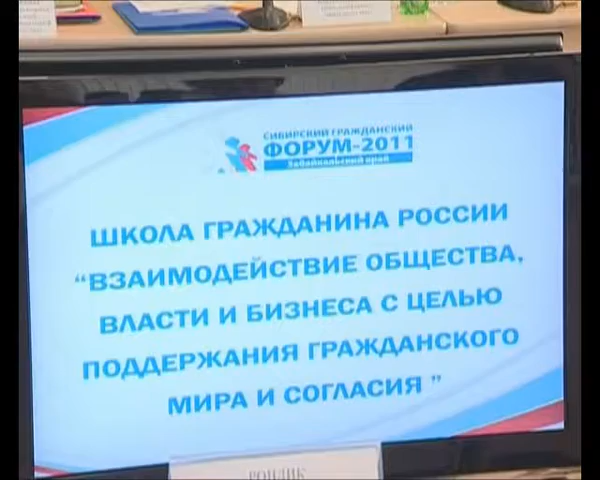 СИБИРСКИЙ ГРАЖДАНСКИЙ
ФОРУМ-2011
Забайкальский край
ШКОЛА ГРАЖДАНИНА РОССИИ
“ВЗАИМОДЕЙСТВИЕ ОБЩЕСТВА,
ВЛАСТИ И БИЗНЕСА С ЦЕЛЬЮ
ПОДДЕРЖАНИЯ ГРАЖДАНСКОГО
МИРА И СОГЛАСИЯ ”